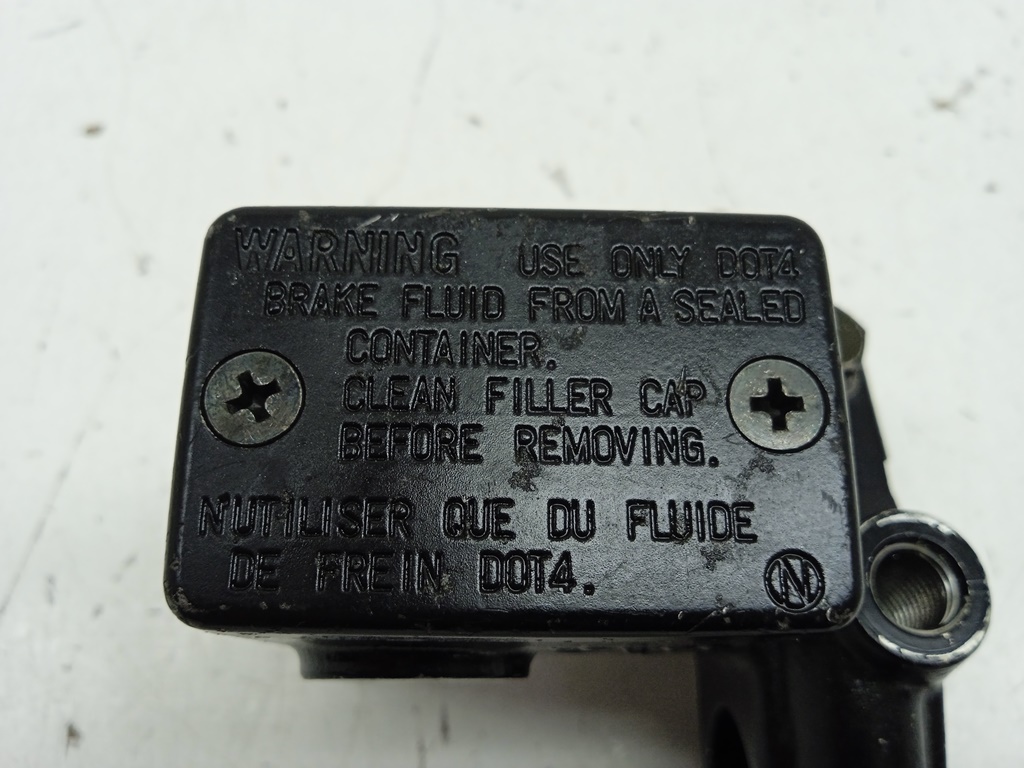 WARNING USE ONLY DOT4
BRAKE FLUID FROM A SEALED
CONTAINER.
CLEAN FILLER CAP
BEFORE REMOVING.
N'UTILISER QUE DU FLUIDE
DE FREIN DOT4.
N